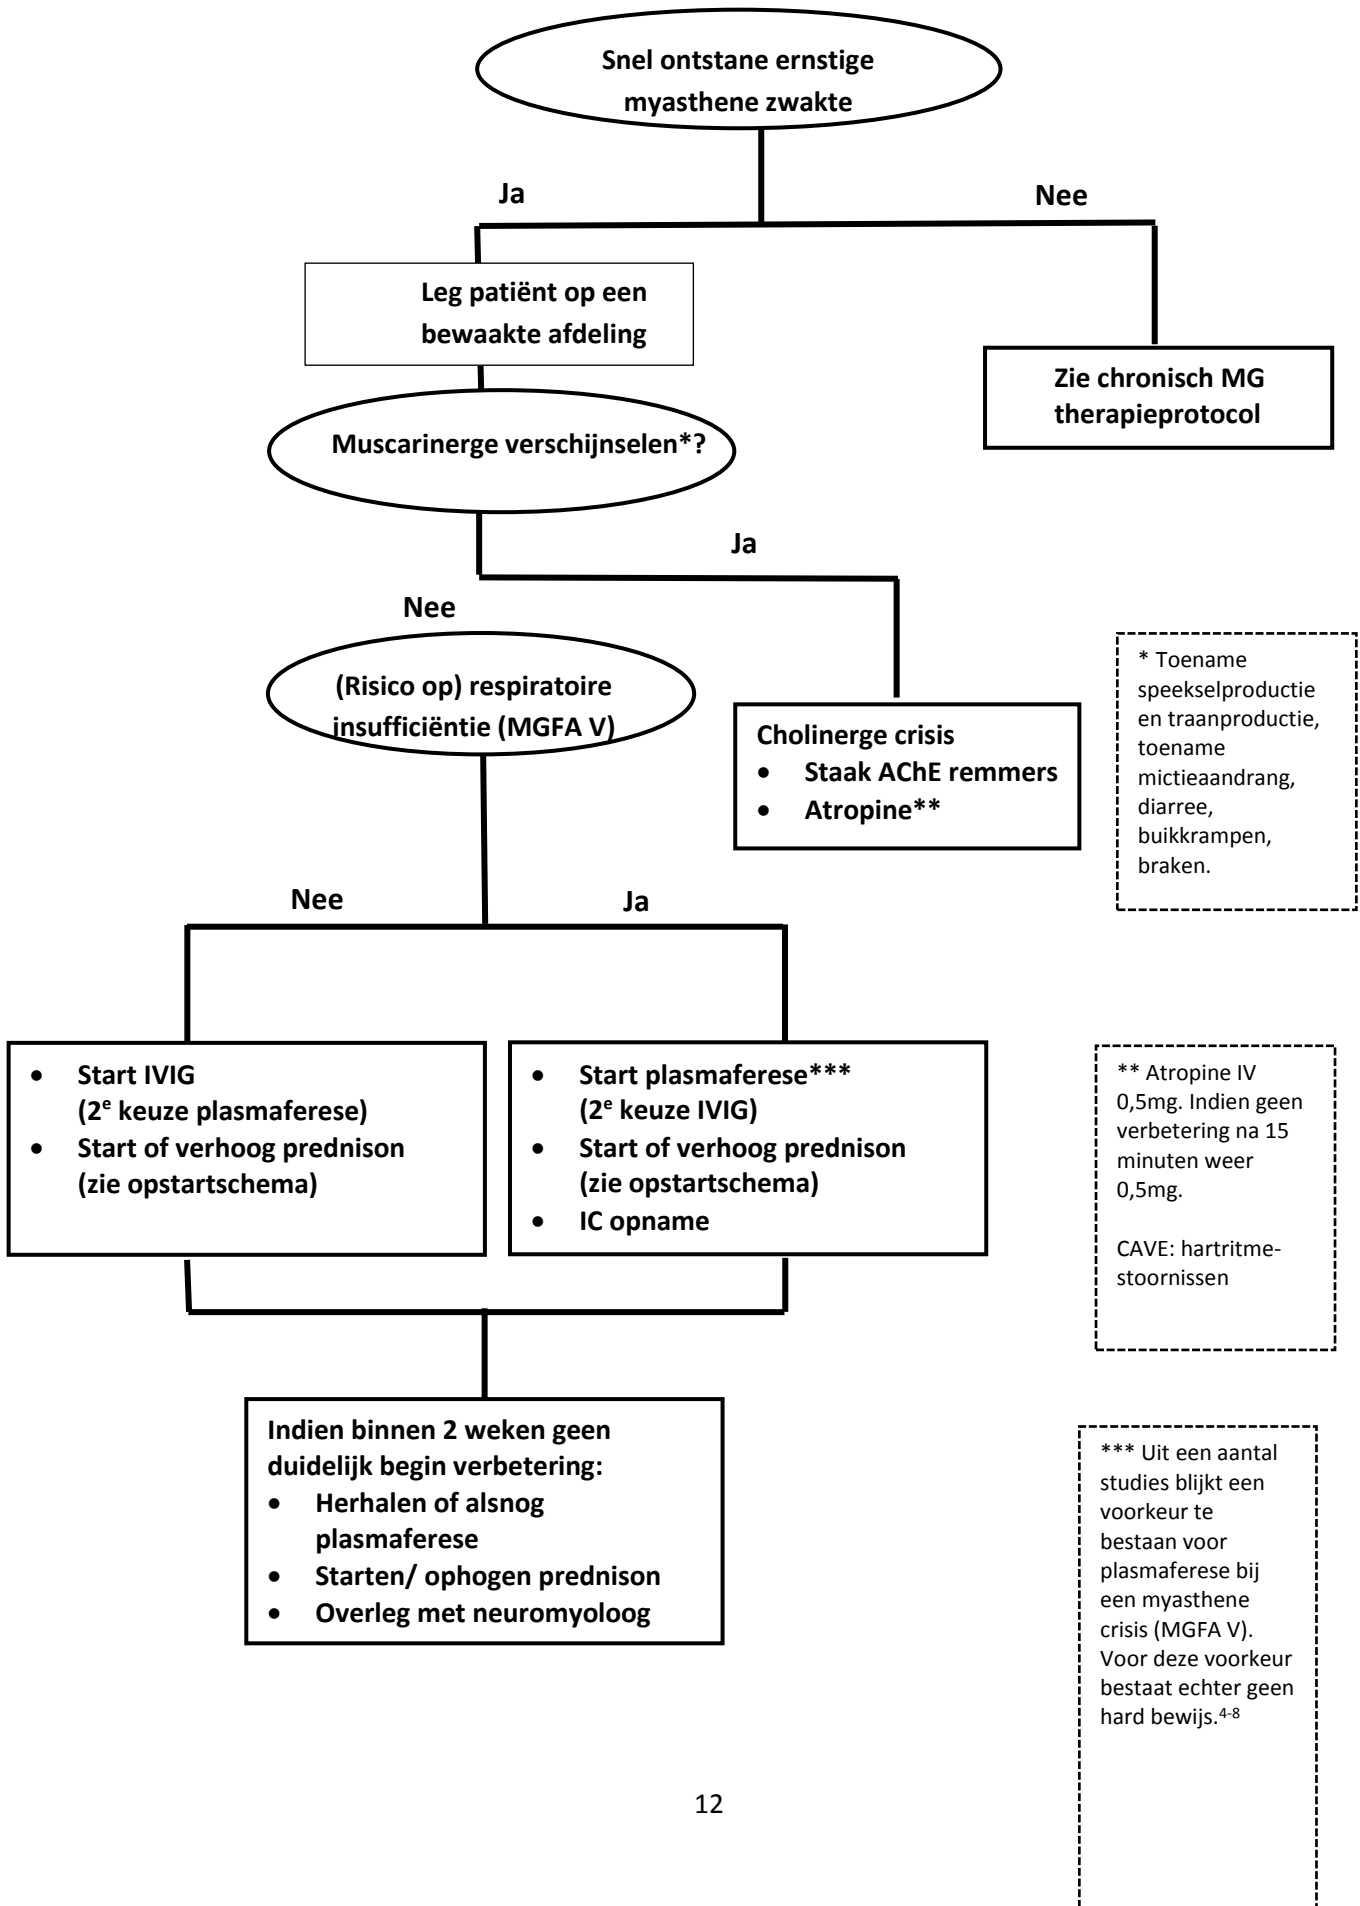 Snel ontstane ernstige
myasthene zwakte
Ja
Nee
Leg patiënt op een
bewaakte afdeling
Zie chronisch MG
therapieprotocol
Muscarinerge verschijnselen*?
Ja
Nee
(Risico op) respiratoire
insufficiëntie (MGFA V)
Cholinerge crisis
• Staak AChE remmers
• Atropine**
* Toename
speekselproductie
en traanproductie,
toename
mictieaandrang,
diarree,
buikkrampen,
braken.
Nee
Ja
• Start IVIG
(2e keuze plasmaferese)
• Start of verhoog prednison
(zie opstartschema)
• Start plasmaferese***
(2e keuze IVIG)
• Start of verhoog prednison
(zie opstartschema)
• IC opname
** Atropine IV
0,5mg. Indien geen
verbetering na 15
minuten weer
0,5mg.
CAVE: hartritme-
stoornissen
Indien binnen 2 weken geen
duidelijk begin verbetering:
• Herhalen of alsnog
plasmaferese
• Starten/ ophogen prednison
• Overleg met neuromyoloog
*** Uit een aantal
studies blijkt een
voorkeur te
bestaan voor
plasmaferese bij
een myasthene
crisis (MGFA V).
Voor deze voorkeur
bestaat echter geen
hard bewijs.4-8
12